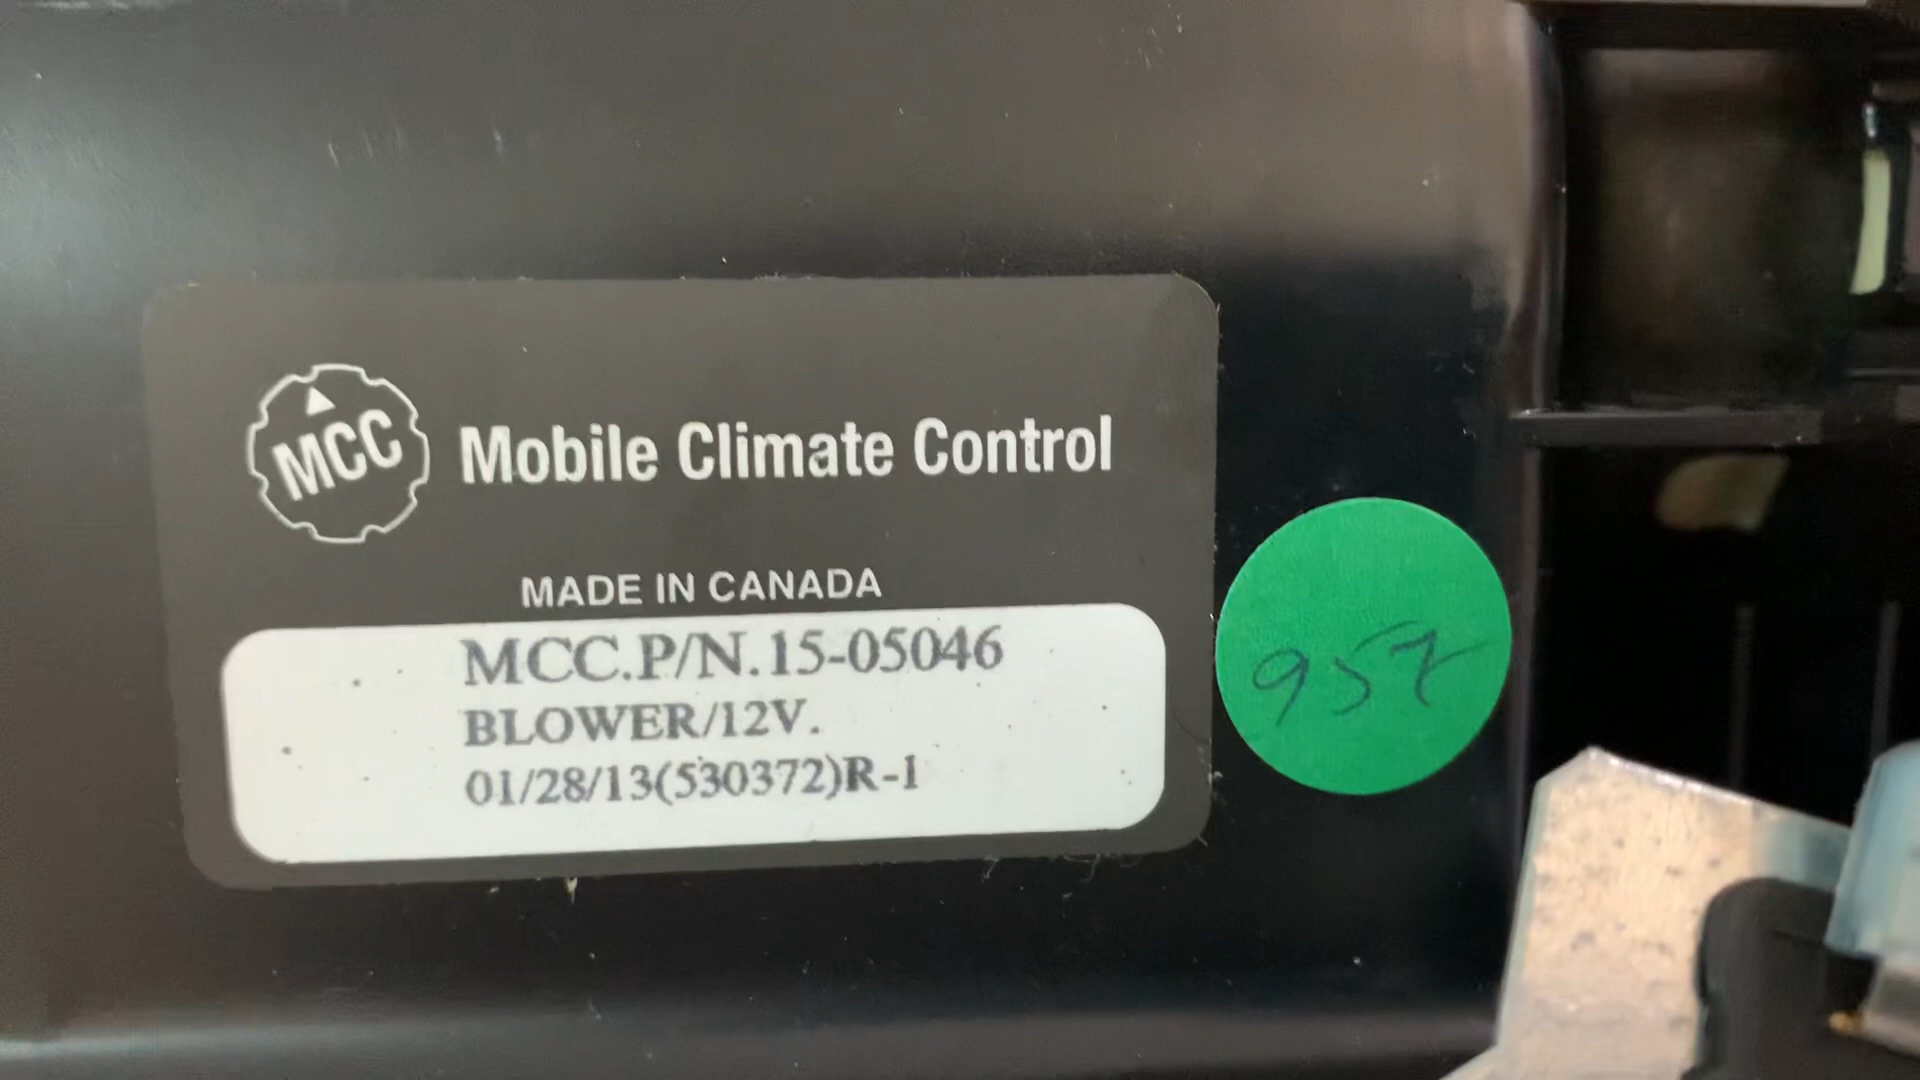 MCC
Mobile Climate Control
MADE IN CANADA
MCC.P/N.15-05046
BLOWER/12V.
01/28/13(530372)R-1
957